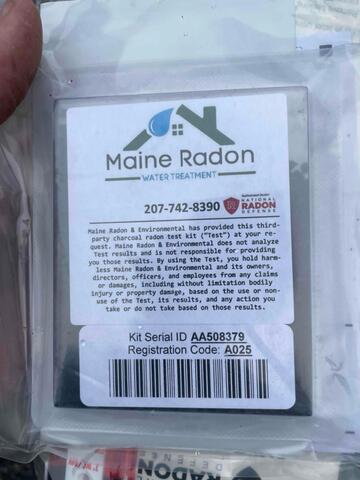 Maine Radon
WATER TREATMENT
207-742-8390
NATIONAL
RADON
DEFENSE
Maine Radon & Environmental has provided this third-
party charcoal radon test kit ("Test") at your re-
quest. Maine Radon & Environmental does not analyze
Test results and is not responsible for providing
you those results. By using the Test, you hold harm-
less Maine Radon & Environmental and its owners,
directors, officers, and employees from any claims
or damages, including without limitation bodily
injury or property damage, based on the use or non-
use of the Test, its results, and any action you
take or do not take based on those results.
Kit Serial ID AA508379
Registration Code: A025
RADON